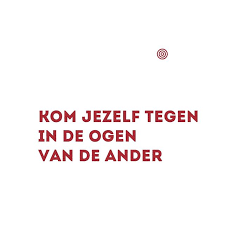 KOM JEZELF TEGEN
IN DE OGEN
VAN DE ANDER